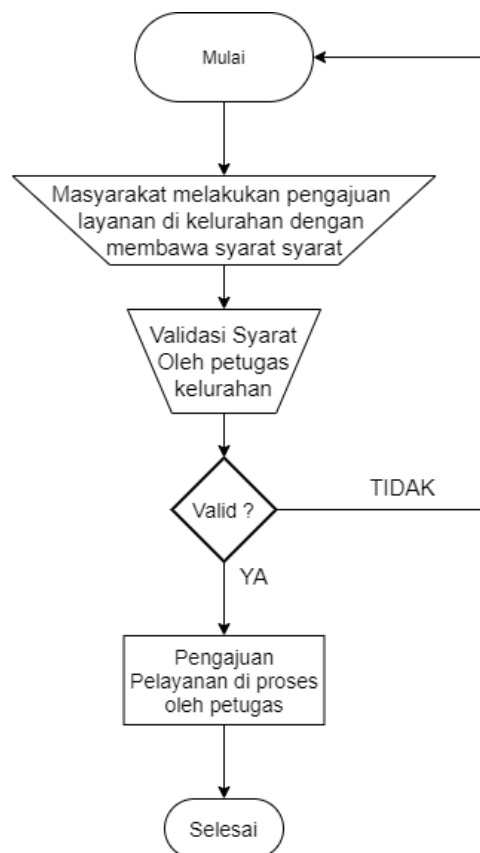 Mulai
Masyarakat melakukan pengajuan
layanan di kelurahan dengan
membawa syarat syarat
Validasi Syarat
Oleh petugas
kelurahan
Valid ?
TIDAK
YA
Pengajuan
Pelayanan di proses
oleh petugas
Selesai